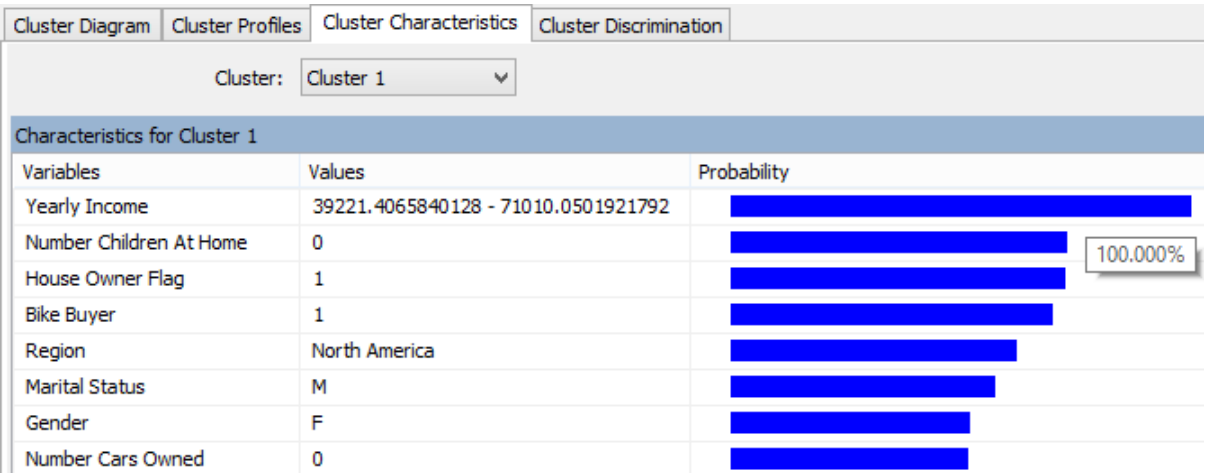 Cluster Diagram Cluster Profiles Cluster Characteristics Cluster Discrimination
Cluster: Cluster 1
Characteristics for Cluster 1
Variables Values Probability
Yearly Income 39221.4065840128 - 71010.0501921792
Number Children At Home 0
100.000%
House Owner Flag 1
Bike Buyer 1
Region North America
Marital Status M
Gender F
Number Cars Owned 0